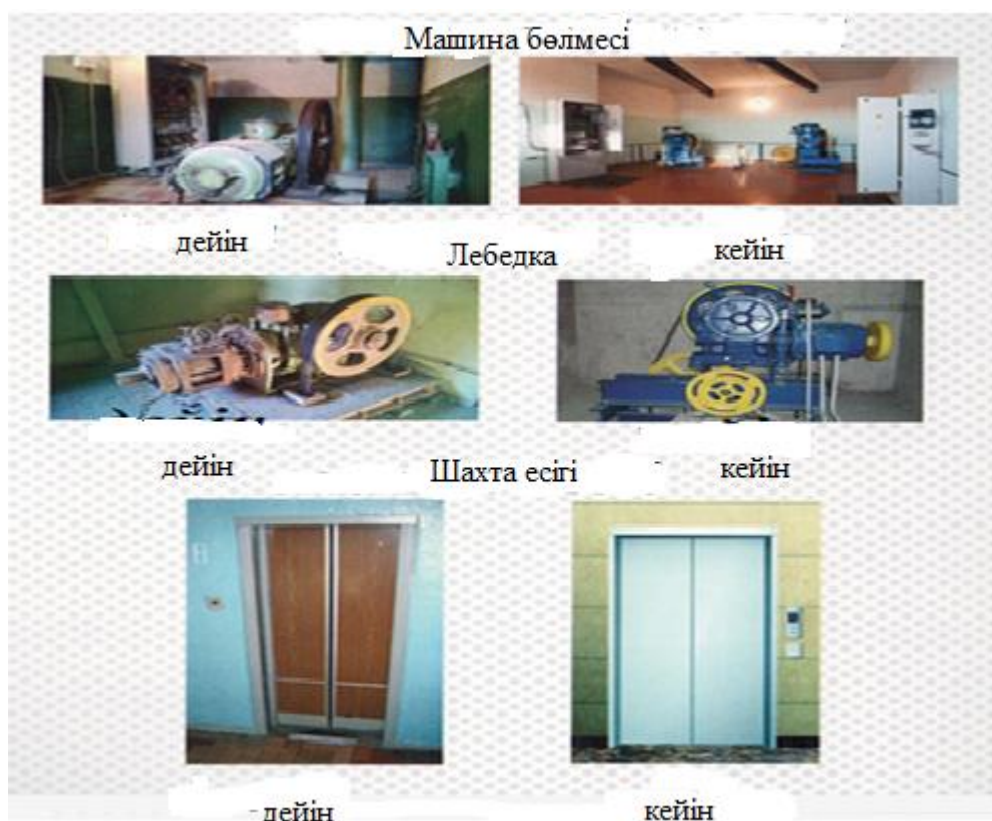 Машина бөлмесі
дейін
кейін
Лебедка
дейін
кейін
Шахта есігі
дейін
кейін